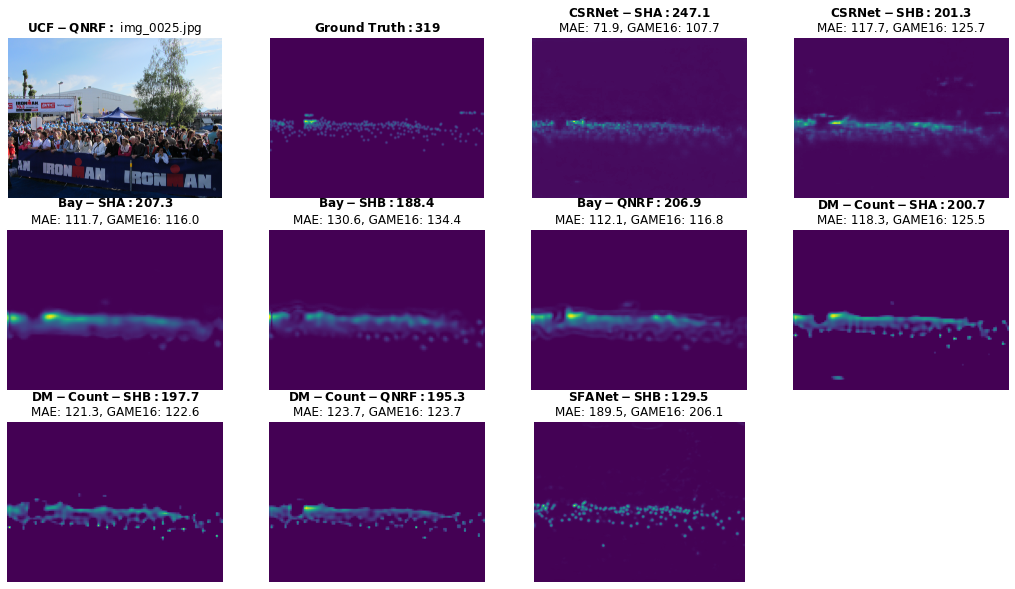 UCF − QNRF : img_0025.jpg
Ground Truth : 319
CSRNet − SHA : 247.1
MAE: 71.9, GAME16: 107.7
CSRNet − SHB : 201.3
MAE: 117.7, GAME16: 125.7
IRONMAN
IRONMAN
IRONMAN
Bay − SHA : 207.3
MAE: 111.7, GAME16: 116.0
Bay − SHB : 188.4
MAE: 130.6, GAME16: 134.4
Bay − QNRF : 206.9
MAE: 112.1, GAME16: 116.8
DM − Count − SHA : 200.7
MAE: 118.3, GAME16: 125.5
DM − Count − SHB : 197.7
MAE: 121.3, GAME16: 122.6
DM − Count − QNRF : 195.3
MAE: 123.7, GAME16: 123.7
SFANet − SHB : 129.5
MAE: 189.5, GAME16: 206.1